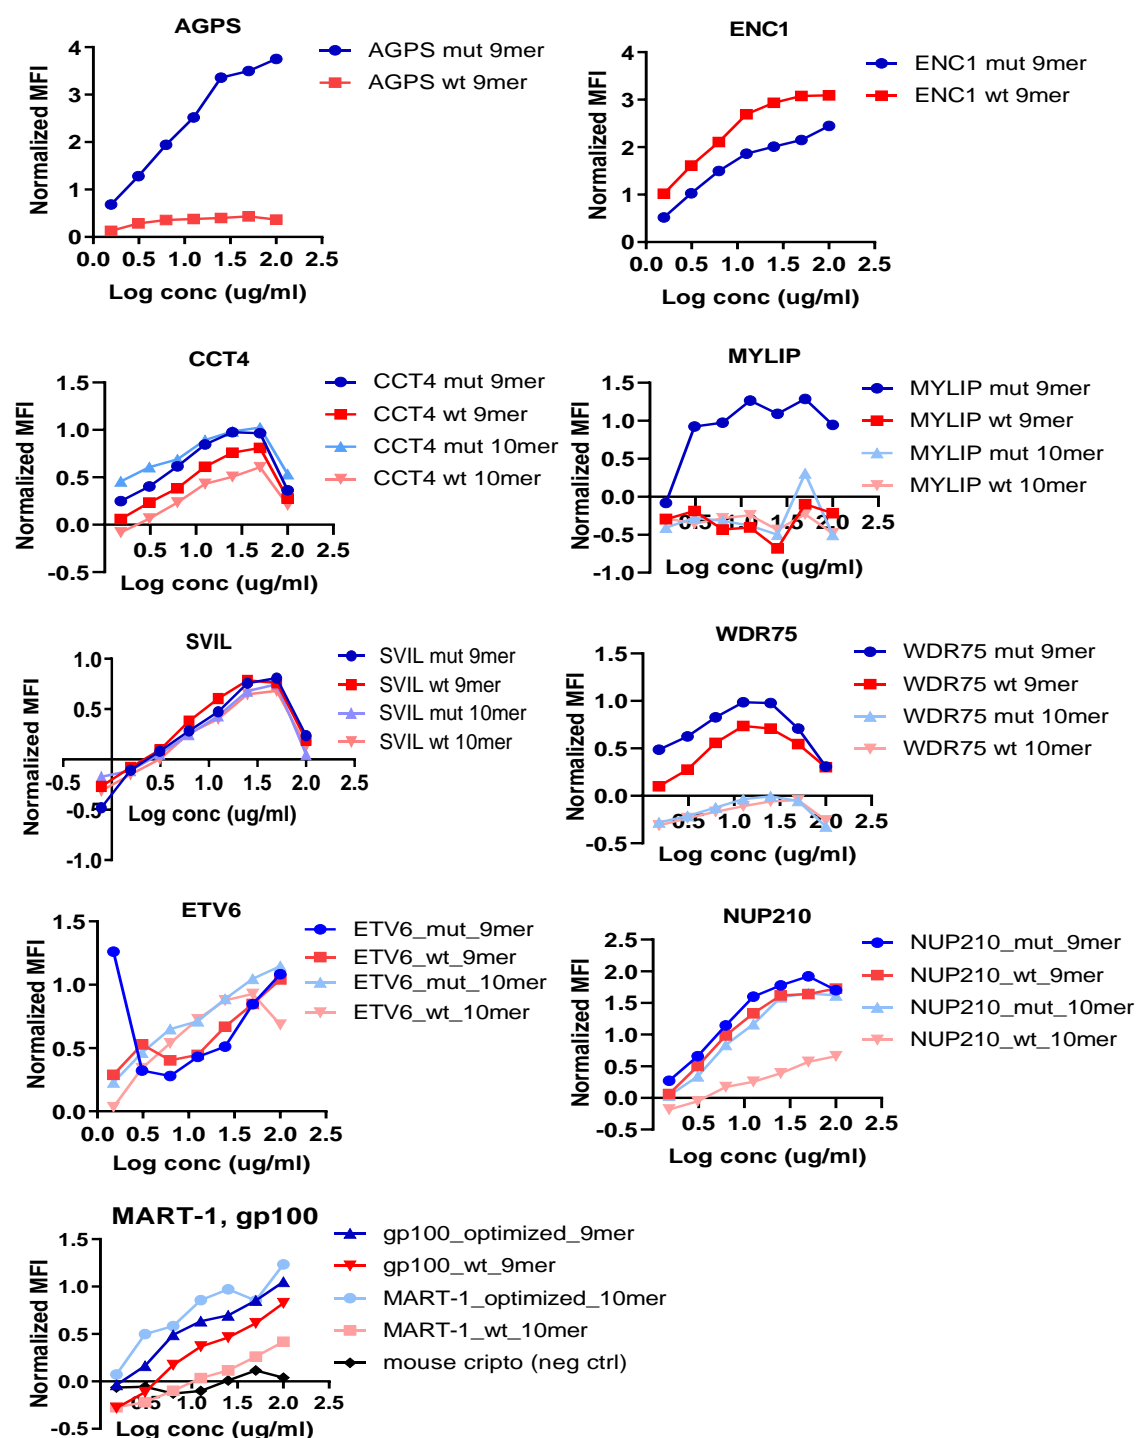 AGPS
Normalized MFI
4
3
2
1
0
0.0 0.5 1.0 1.5 2.0 2.5
Log conc (ug/ml)
AGPS mut 9mer
AGPS wt 9mer
ENC1
Normalized MFI
4
3
2
1
0
0.0 0.5 1.0 1.5 2.0 2.5
Log conc (ug/ml)
ENC1 mut 9mer
ENC1 wt 9mer
CCT4
Normalized MFI
1.5
1.0
0.5
0.0
-0.5
0.5 1.0 1.5 2.0 2.5
Log conc (ug/ml)
CCT4 mut 9mer
CCT4 wt 9mer
CCT4 mut 10mer
CCT4 wt 10mer
MYLIP
Normalized MFI
1.5
1.0
0.5
0.0
-0.5
-1.0
0.5 1.0 1.5 2.0 2.5
Log conc (ug/ml)
MYLIP mut 9mer
MYLIP wt 9mer
MYLIP mut 10mer
MYLIP wt 10mer
SVIL
Normalized MFI
1.0
0.5
-0.5
-1.0
-0.5 0.5 1.0 1.5 2.0 2.5
Log conc (ug/ml)
SVIL mut 9mer
SVIL wt 9mer
SVIL mut 10mer
SVIL wt 10mer
WDR75
Normalized MFI
1.5
1.0
0.5
0.0
-0.5
0.5 1.0 1.5 2.0 2.5
Log conc (ug/ml)
WDR75 mut 9mer
WDR75 wt 9mer
WDR75 mut 10mer
WDR75 wt 10mer
ETV6
Normalized MFI
1.5
1.0
0.5
0.0
0.0 0.5 1.0 1.5 2.0 2.5
Log conc (ug/ml)
ETV6_mut_9mer
ETV6_wt_9mer
ETV6_mut_10mer
ETV6_wt_10mer
NUP210
Normalized MFI
2.5
2.0
1.5
1.0
0.5
0.0
-0.5
0.5 1.0 1.5 2.0 2.5
Log conc (ug/ml)
NUP210_mut_9mer
NUP210_wt_9mer
NUP210_mut_10mer
NUP210_wt_10mer
MART-1, gp100
Normalized MFI
1.5
1.0
0.5
0.0
-0.5
0.5 1.0 1.5 2.0 2.5
Log conc (ug/ml)
gp100_optimized_9mer
gp100_wt_9mer
MART-1_optimized_10mer
MART-1_wt_10mer
mouse cripto (neg ctrl)